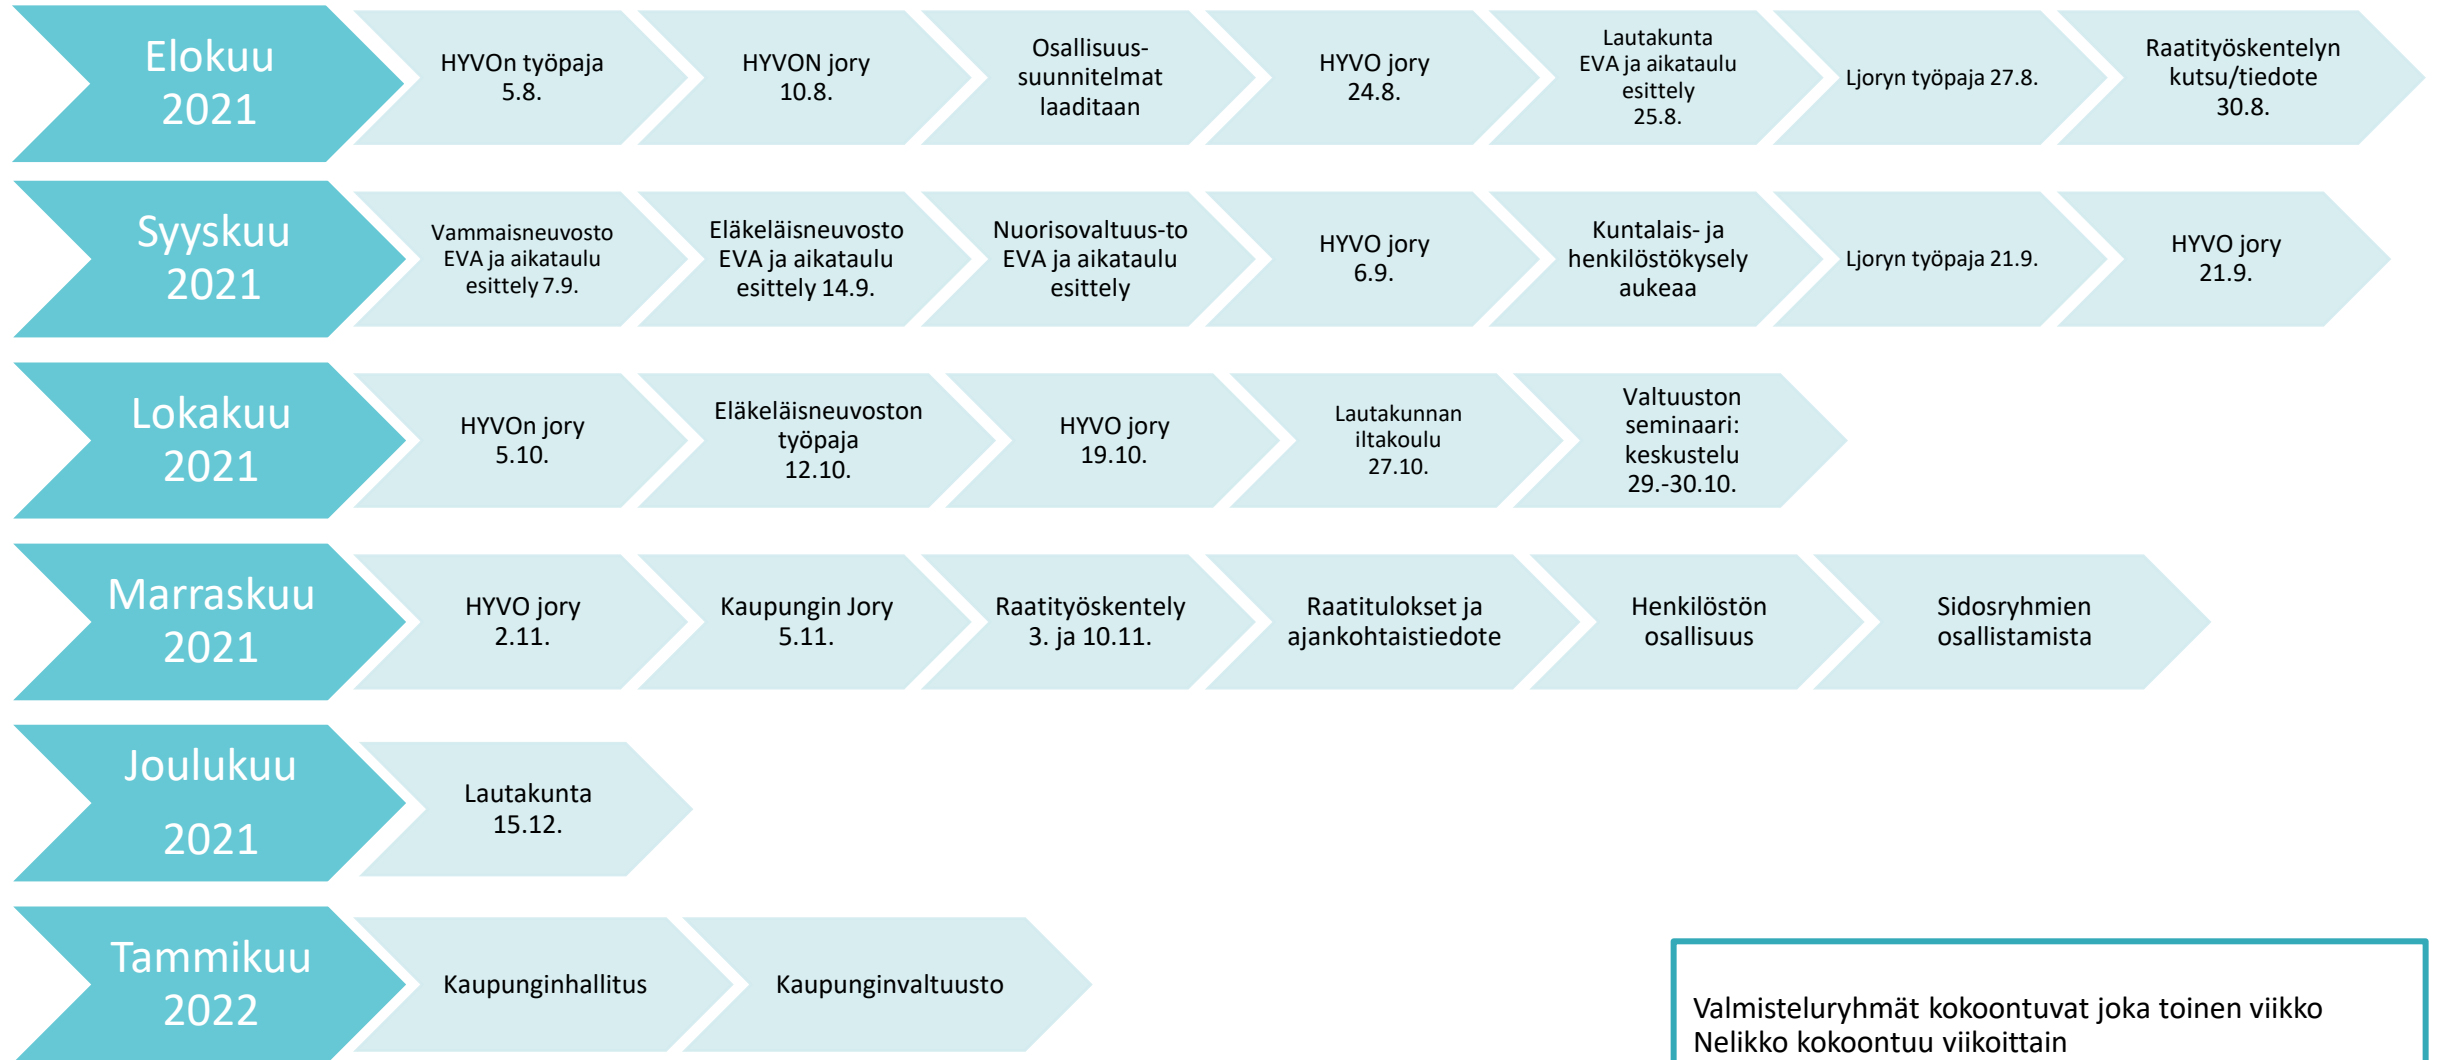 Elokuu
2021
HYVOn työpaja
5.8.
HYVON jory
10.8.
Osallisuus-
suunnitelmat
laaditaan
HYVO jory
24.8.
Lautakunta
EVA ja aikataulu
esittely
25.8.
Ljoryn työpaja 27.8.
Raatityöskentelyn
kutsu/tiedote
30.8.
Syyskuu
2021
Vammaisneuvosto
EVA ja aikataulu
esittely 7.9.
Eläkeläisneuvosto
EVA ja aikataulu
esittely 14.9.
Nuorisovaltuus-to
EVA ja aikataulu
esittely
HYVO jory
6.9.
Kuntalais- ja
henkilöstökysely
aukeaa
Ljoryn työpaja 21.9.
HYVO jory
21.9.
Lokakuu
2021
HYVOn jory
5.10.
Eläkeläisneuvoston
työpaja
12.10.
HYVO jory
19.10.
Lautakunnan
iltakoulu
27.10.
Valtuuston
seminaari:
keskustelu
29.-30.10.
Marraskuu
2021
HYVO jory
2.11.
Kaupungin Jory
5.11.
Raatityöskentely
3. ja 10.11.
Raatitulokset ja
ajankohtaistiedote
Henkilöstön
osallisuus
Sidosryhmien
osallistamista
Joulukuu
2021
Lautakunta
15.12.
Tammikuu
2022
Kaupunginhallitus
Kaupunginvaltuusto
Valmisteluryhmät kokoontuvat joka toinen viikko
Nelikko kokoontuu viikoittain